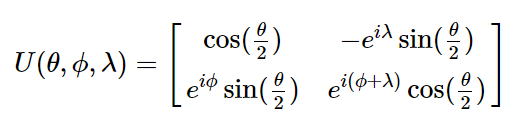 U(θ, ϕ, λ) = [ cos(θ/2) −e^{iλ} sin(θ/2)
e^{iϕ} sin(θ/2) e^{i(ϕ+λ)} cos(θ/2) ]